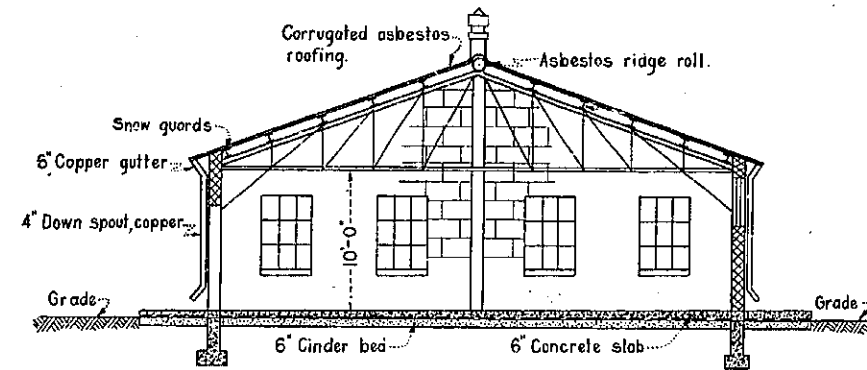 Corrugated asbestos
roofing.
Asbestos ridge roll.
Snow guards
6" Copper gutter
4" Down spout, copper
10'-0"
Grade
Grade
6" Cinder bed
6" Concrete slab